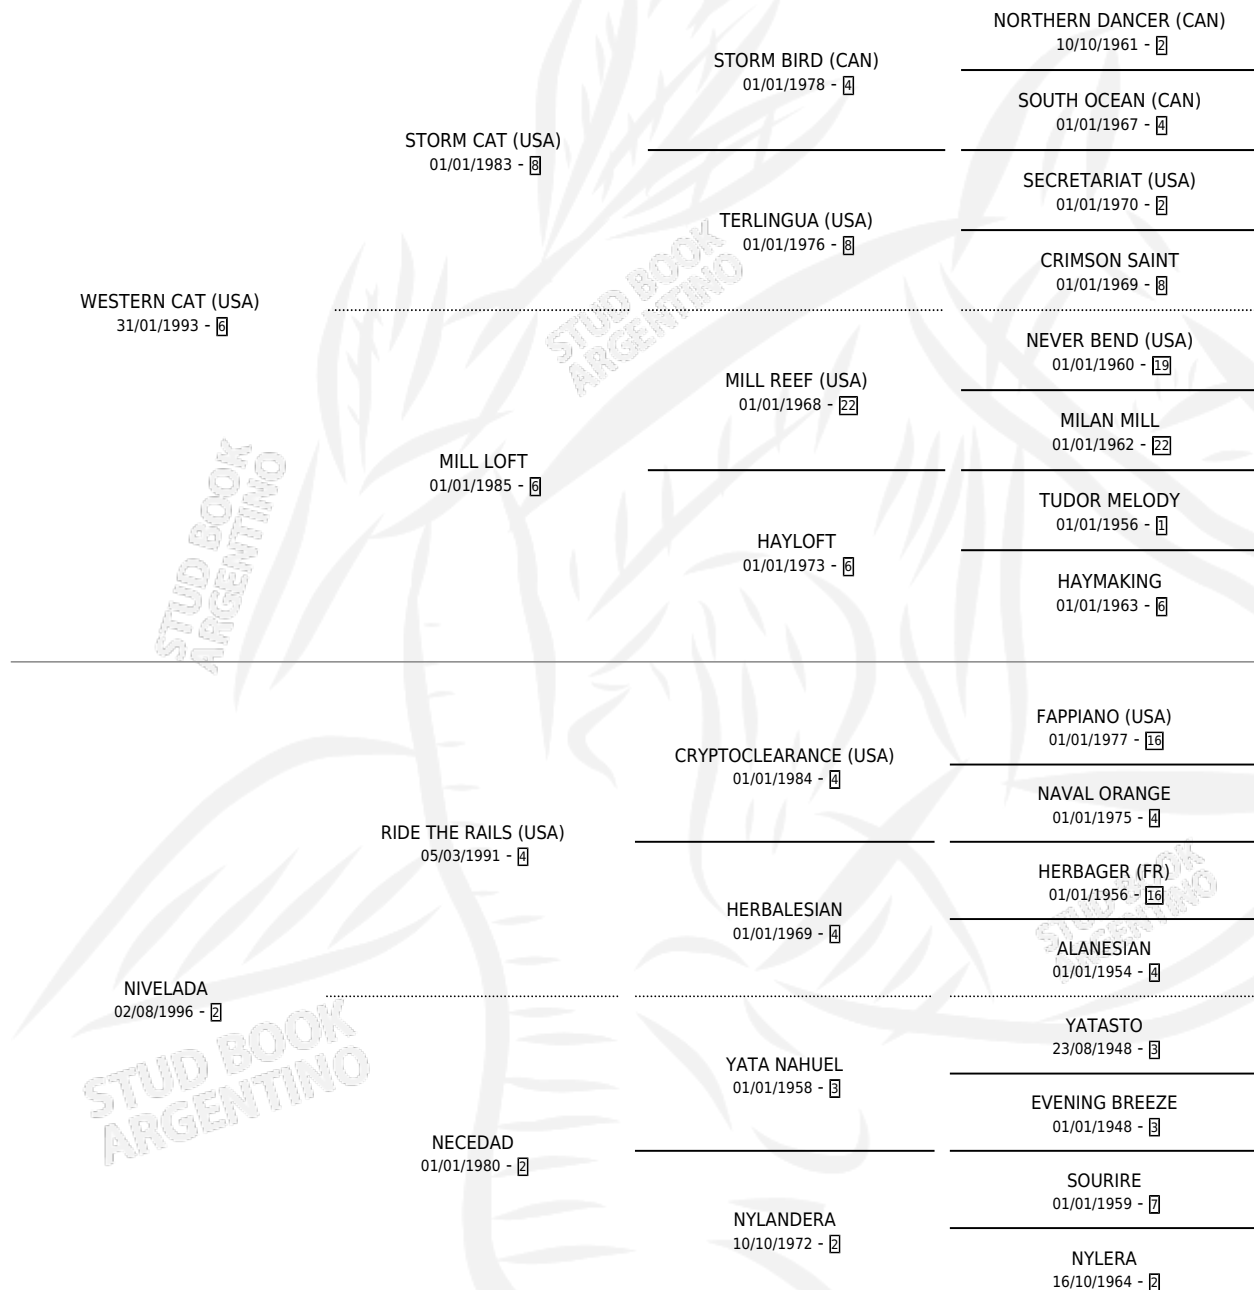 NORTHERN DANCER (CAN)
10/10/1961 - 2
STORM BIRD (CAN)
01/01/1978 - 4
SOUTH OCEAN (CAN)
01/01/1967 - 4
STORM CAT (USA)
01/01/1983 - 8
SECRETARIAT (USA)
01/01/1970 - 2
TERLINGUA (USA)
01/01/1976 - 8
CRIMSON SAINT
01/01/1969 - 8
WESTERN CAT (USA)
31/01/1993 - 6
NEVER BEND (USA)
01/01/1960 - 19
MILL REEF (USA)
01/01/1968 - 22
MILAN MILL
01/01/1962 - 22
MILL LOFT
01/01/1985 - 6
TUDOR MELODY
01/01/1956 - 1
HAYLOFT
01/01/1973 - 6
HAYMAKING
01/01/1963 - 6
FAPPIANO (USA)
01/01/1977 - 16
CRYPTOCLEARANCE (USA)
01/01/1984 - 4
NAVAL ORANGE
01/01/1975 - 4
RIDE THE RAILS (USA)
05/03/1991 - 4
HERBAGER (FR)
01/01/1956 - 16
HERBALESIAN
01/01/1969 - 4
ALANESIAN
01/01/1954 - 4
NIVELADA
02/08/1996 - 2
YATASTO
23/08/1948 - 3
YATA NAHUEL
01/01/1958 - 3
EVENING BREEZE
01/01/1948 - 3
NECEDAD
01/01/1980 - 2
SOURIRE
01/01/1959 - 7
NYLANDERA
10/10/1972 - 2
NYLERA
16/10/1964 - 2
STUD BOOK
ARGENTINO
STUD BOOK
ARGENTINO
STUD BOOK
ARGENTINO
STUD BOOK
ARGENTINO